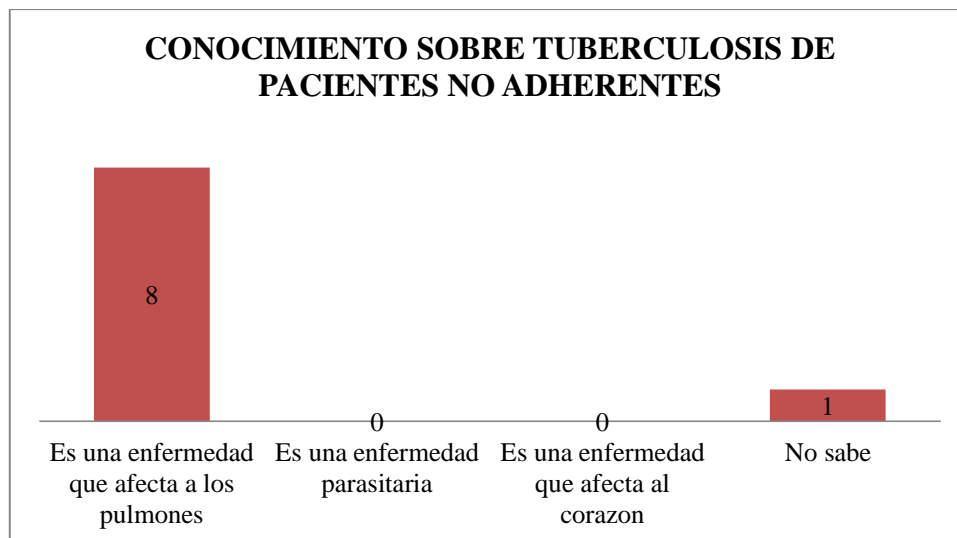 CONOCIMIENTO SOBRE TUBERCULOSIS DE
PACIENTES NO ADHERENTES
8
0
0
1
Es una enfermedad
que afecta a los
pulmones
Es una enfermedad
parasitaria
Es una enfermedad
que afecta al
corazon
No sabe